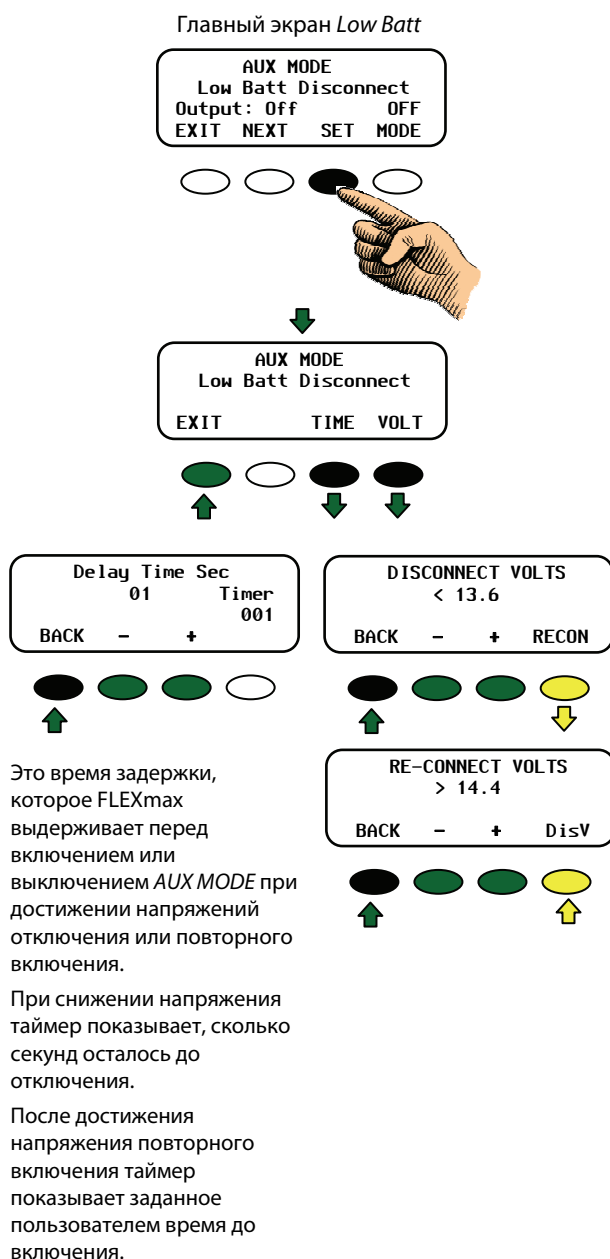 Главный экран Low Batt
AUX MODE
Low Batt Disconnect
Output: Off OFF
EXIT NEXT SET MODE
AUX MODE
Low Batt Disconnect
EXIT TIME VOLT
Delay Time Sec
01 Timer
001
BACK - +
Это время задержки,
которое FLEXmax
выдерживает перед
включением или
выключением AUX MODE при
достижении напряжений
отключения или повторного
включения.
При снижении напряжения
таймер показывает, сколько
секунд осталось до
отключения.
После достижения
напряжения повторного
включения таймер
показывает заданное
пользователем время до
включения.
DISCONNECT VOLTS
< 13.6
BACK - + RECON
RE-CONNECT VOLTS
> 14.4
BACK - + DisV